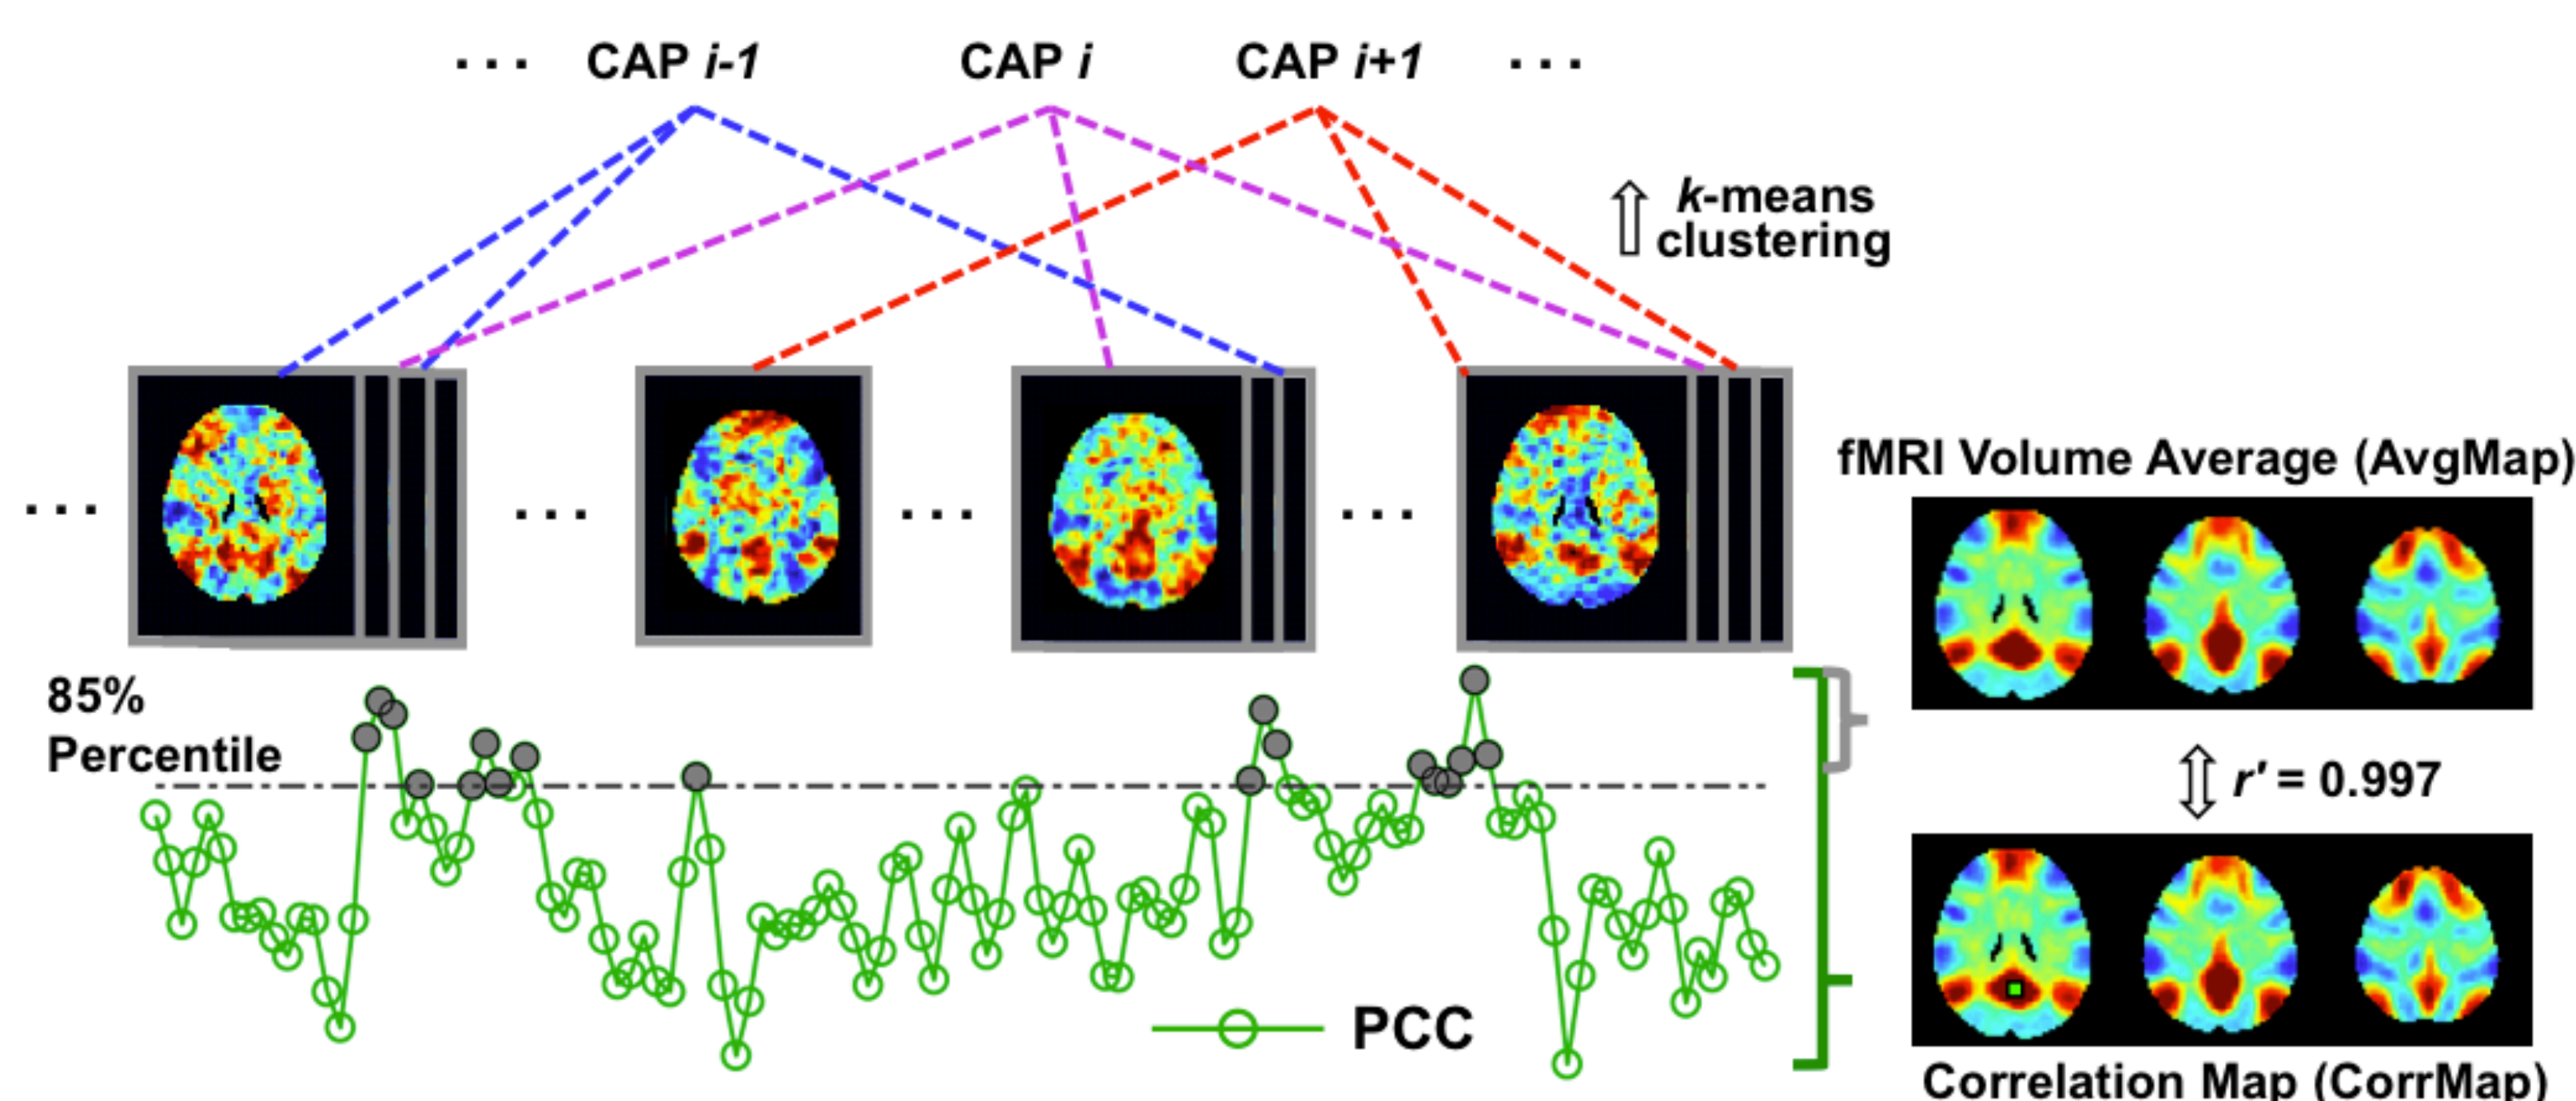 ... CAP i-1 CAP i CAP i+1 ...
k-means
clustering
... ... ... ...
fMRI Volume Average (AvgMap)
85%
Percentile
r' = 0.997
PCC
Correlation Map (CorrMap)